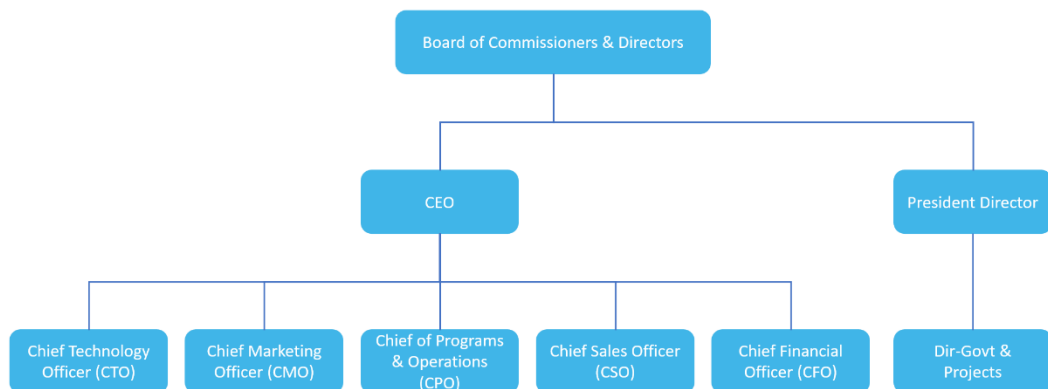 Board of Commissioners & Directors
CEO
President Director
Chief Technology
Officer (CTO)
Chief Marketing
Officer (CMO)
Chief of Programs
& Operations
(CPO)
Chief Sales Officer
(CSO)
Chief Financial
Officer (CFO)
Dir-Govt &
Projects